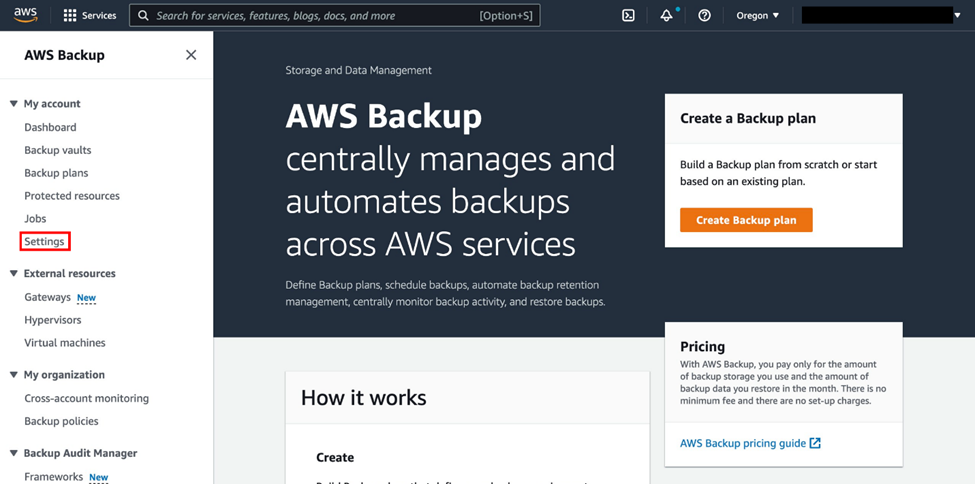 aws
Services
Search for services, features, blogs, docs, and more
[Option+S]
Oregon
AWS Backup
My account
Dashboard
Backup vaults
Backup plans
Protected resources
Jobs
Settings
External resources
Gateways New
Hypervisors
Virtual machines
My organization
Cross-account monitoring
Backup policies
Backup Audit Manager
Frameworks New
Storage and Data Management
AWS Backup
centrally manages and
automates backups
across AWS services
Define Backup plans, schedule backups, automate backup retention
management, centrally monitor backup activity, and restore backups.
How it works
Create
Create a Backup plan
Build a Backup plan from scratch or start
based on an existing plan.
Create Backup plan
Pricing
With AWS Backup, you pay only for the amount
of backup storage you use and the amount of
backup data you restore in the month. There is no
minimum fee and there are no set-up charges.
AWS Backup pricing guide